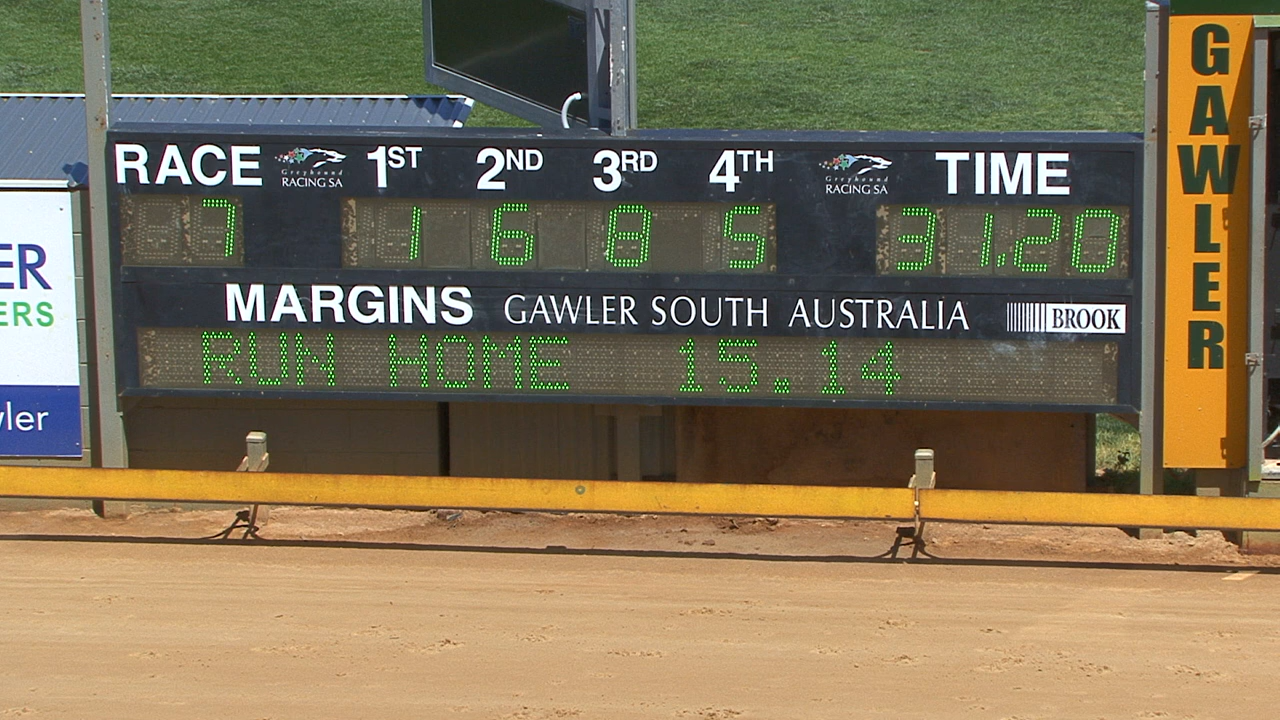 RACE Greyhound RACING SA 1ST 2ND 3RD 4TH Greyhound RACING SA TIME
7 1 6 8 5 31.20
MARGINS GAWLER SOUTH AUSTRALIA BROOK
RUN HOME 15.14
GAWLER
ER
ERS
wler